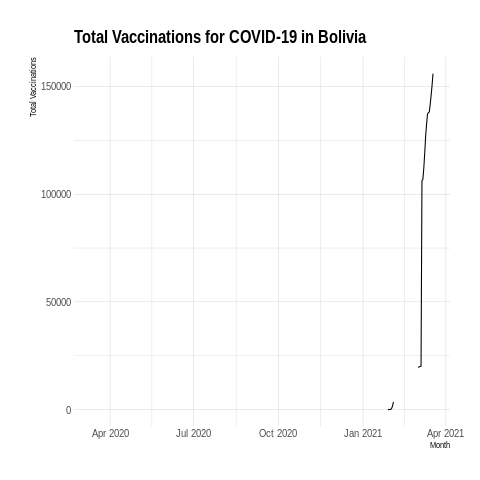 Total Vaccinations for COVID-19 in Bolivia
Total Vaccinations
150000
100000
50000
0
Apr 2020 Jul 2020 Oct 2020 Jan 2021 Apr 2021
Month